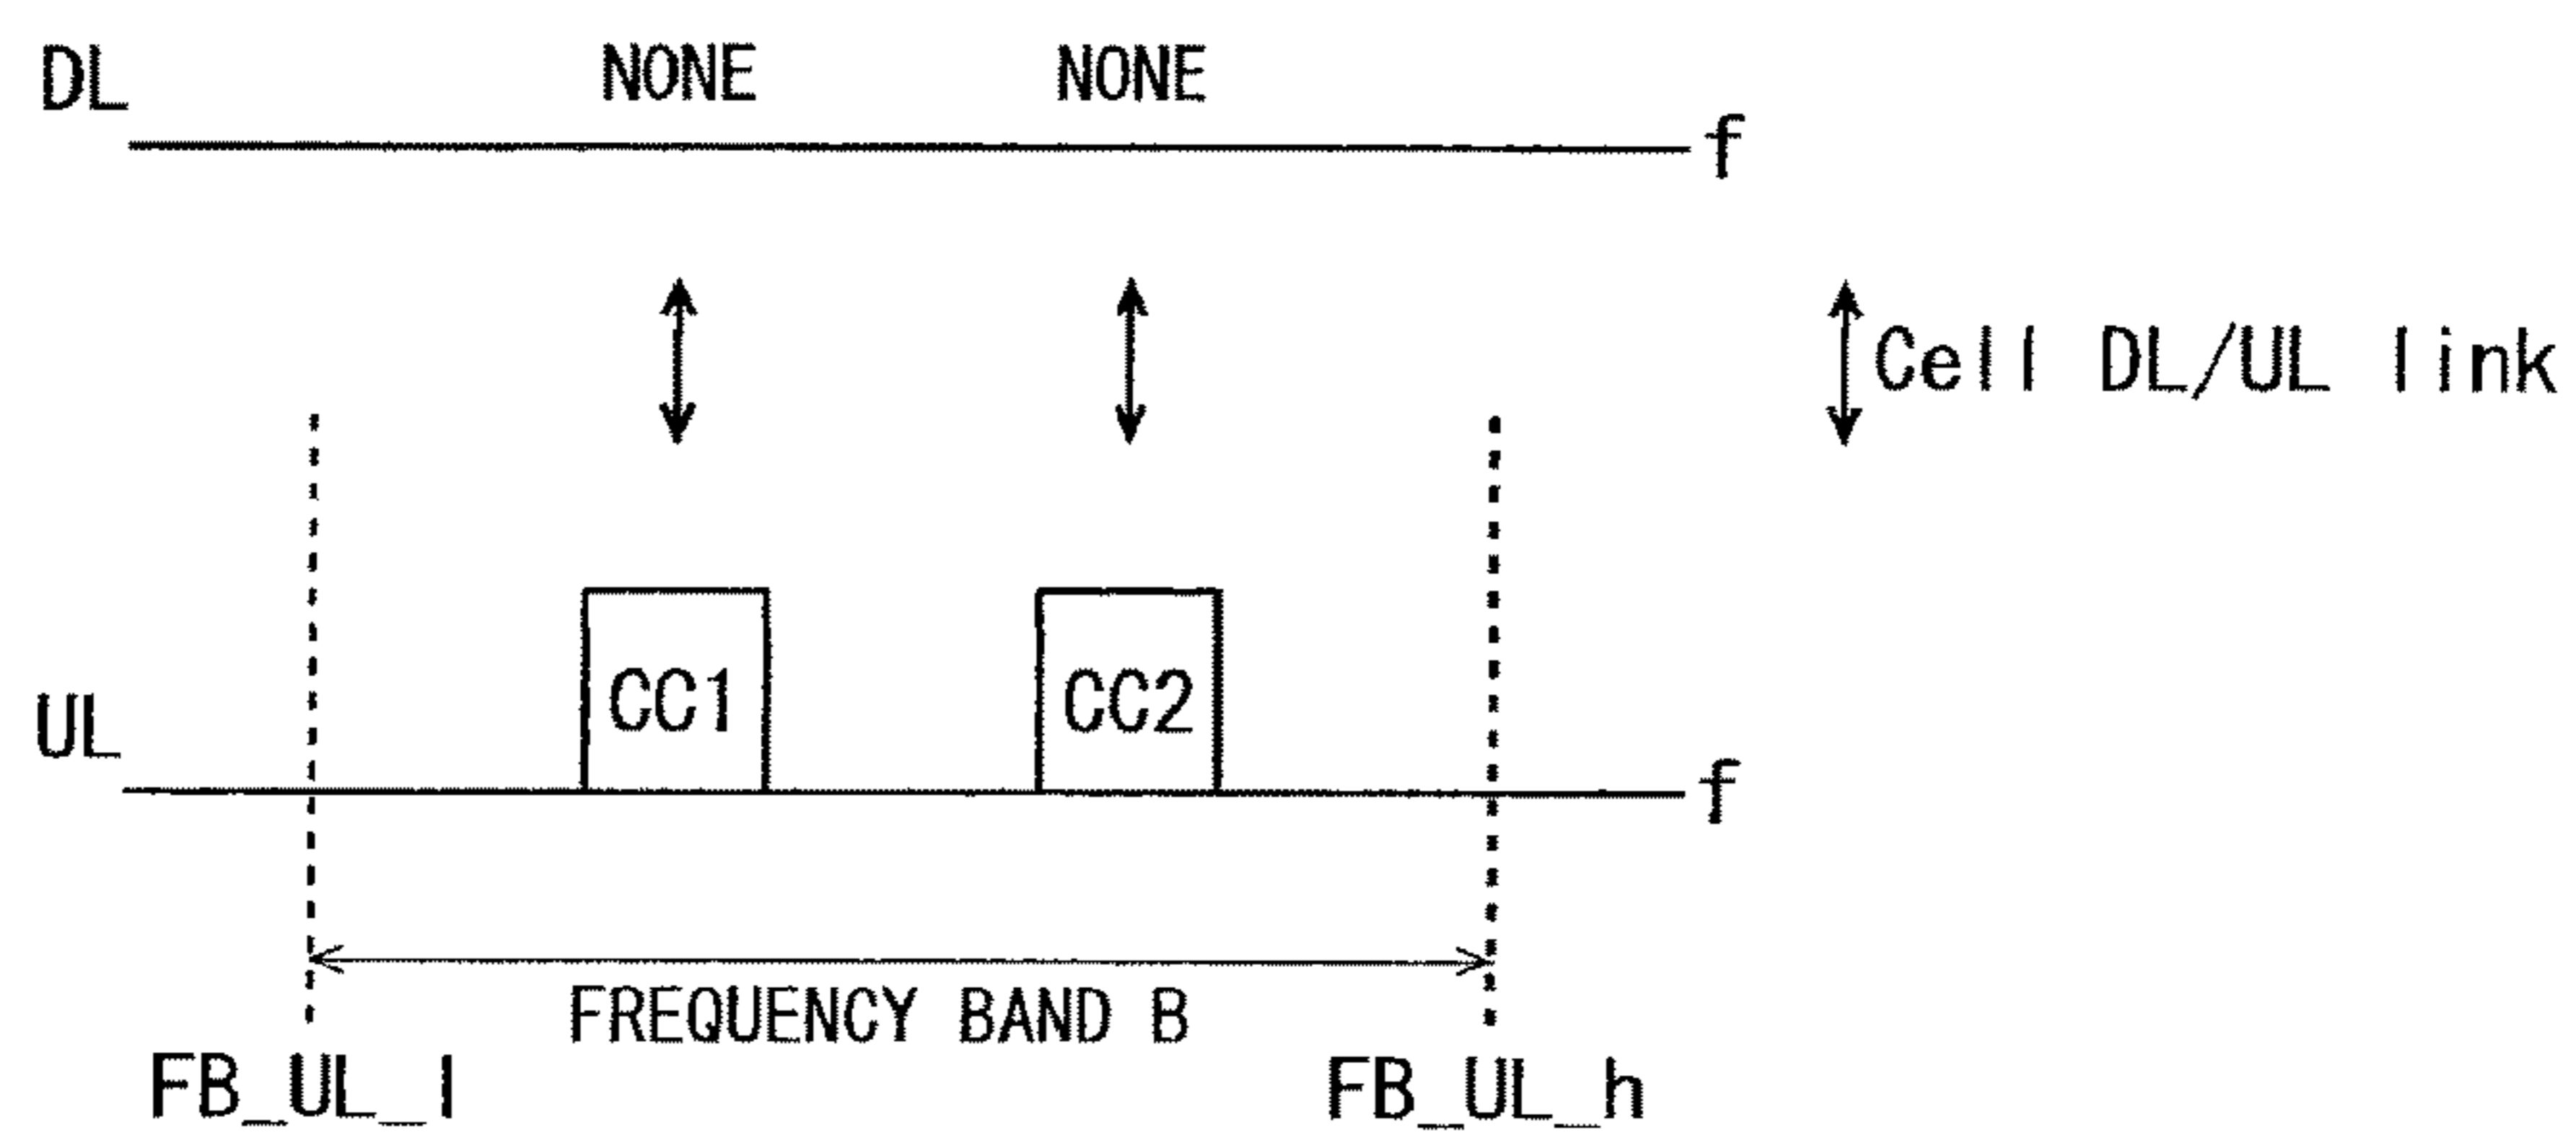 DL NONE NONE
f
Cell DL/UL link
CC1 CC2
UL
f
FREQUENCY BAND B
FB_UL_l FB_UL_h